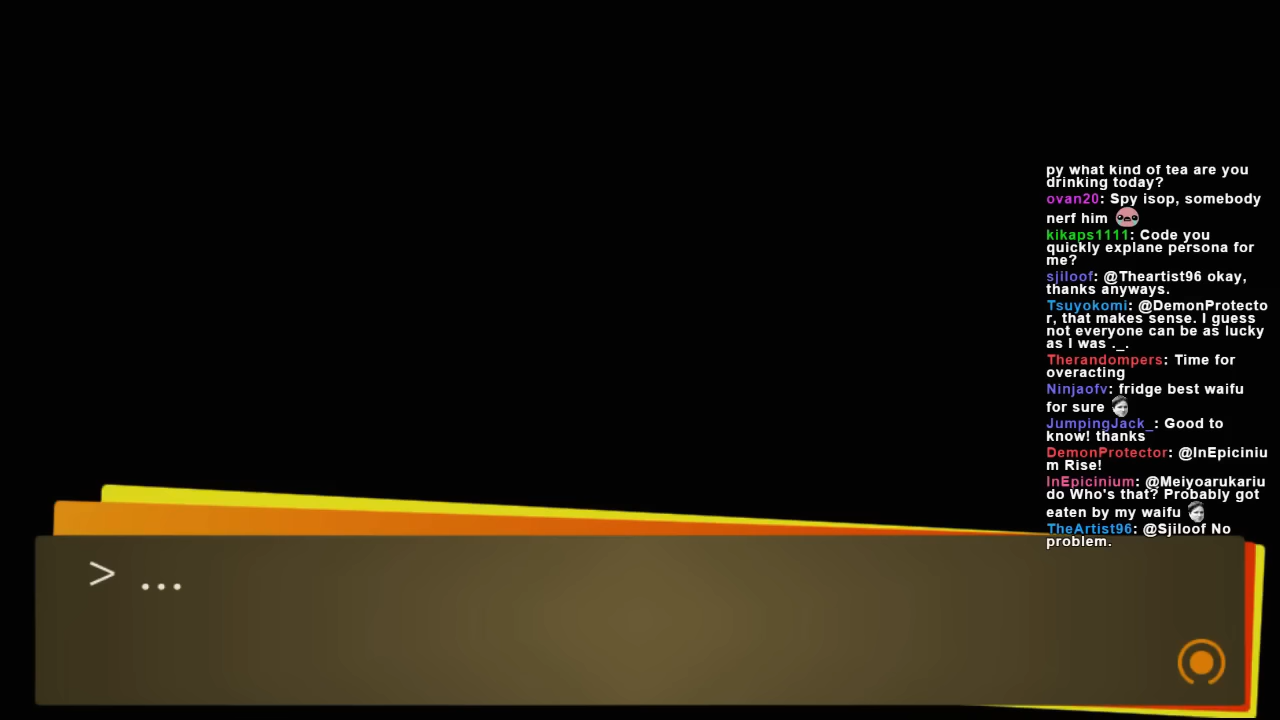 py what kind of tea are you
drinking today?
ovan20: Spy isop, somebody
nerf him
kikaps1111: Code you
quickly explane persona for
me?
sjiloof: @Theartist96 okay,
thanks anyways.
Tsuyokomi: @DemonProtecto
r, that makes sense. I guess
not everyone can be as lucky
as I was ._.
Therandompers: Time for
overacting
Ninjaofv: fridge best waifu
for sure
JumpingJack_: Good to
know! thanks
DemonProtector: @InEpiciniu
m Rise!
InEpicinium: @Meiyoarukariu
do Who's that? Probably got
eaten by my waifu
TheArtist96: @Sjiloof No
problem.
> ...